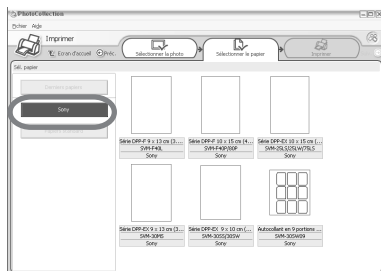 PhotoCollection
Fichier Aide
Imprimer
Écran d'accueil Préc.
Sélectionner la photo
Sélectionner le papier
Imprimer
Sél. papier
Derniers papiers
Sony
Série DPP-F 9 x 13 cm (3....
SVM-F40L
Sony
Série DPP-F 10 x 15 cm (4...
SVM-F40P/80P
Sony
Série DPP-EX 10 x 15 cm (...
SVM-25LS/25LW/75LS
Sony
Série DPP-EX 9 x 13 cm (3...
SVM-30MS
Sony
Série DPP-EX 9 x 10 cm (...
SVM-30SS/30SW
Sony
Autocollant en 9 portions ...
SVM-30SW09
Sony